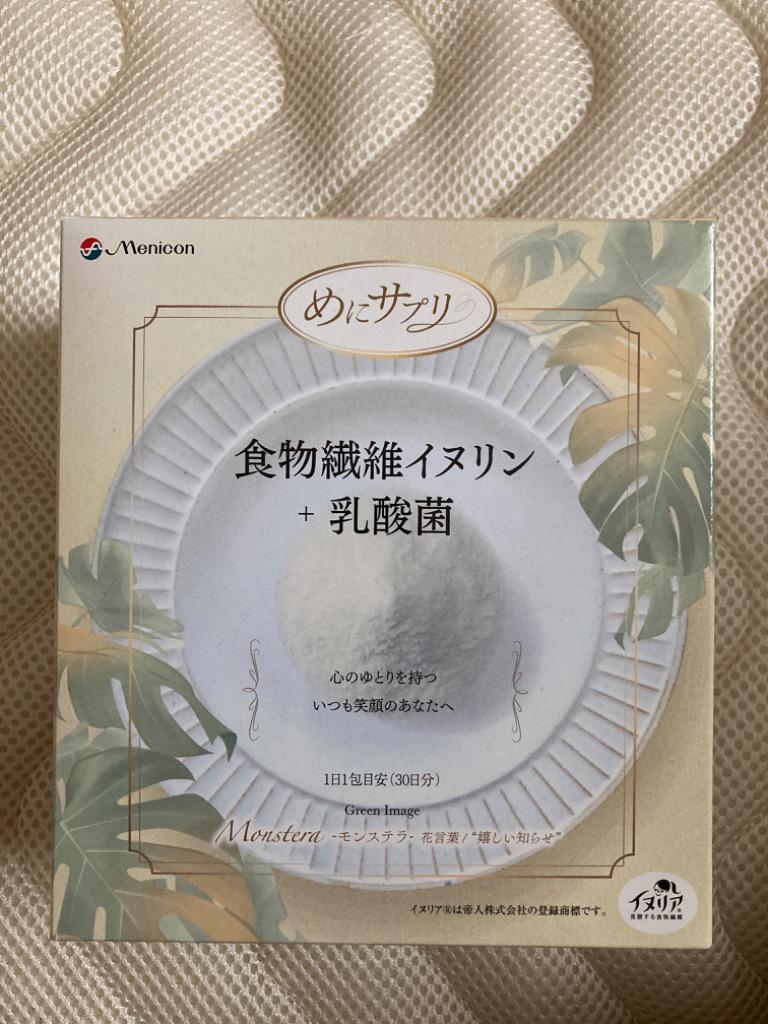 Menicon
めにサプリ
食物繊維イヌリン
+ 乳酸菌
心のゆとりを持つ
いつも笑顔のあなたへ
1日1包目安（30日分）
Green Image
Monstera -モンステラ- 花言葉/“嬉しい知らせ”
イヌリア®は帝人株式会社の登録商標です。
イヌリア®
発酵する食物繊維